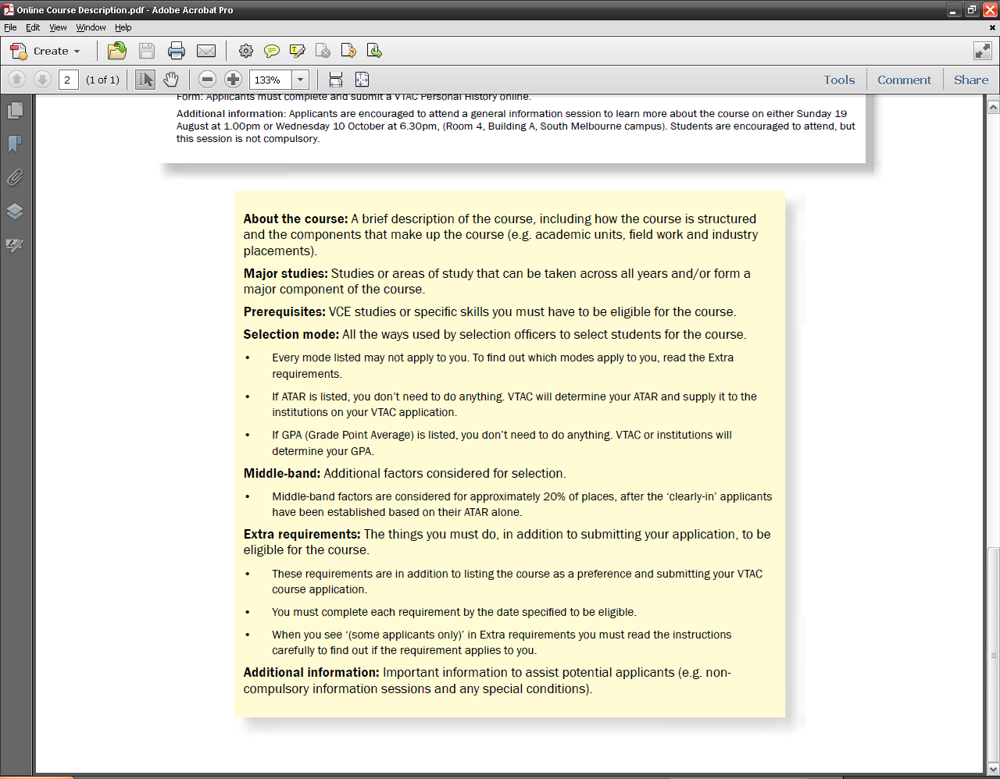 Online Course Description.pdf - Adobe Acrobat Pro
File Edit View Window Help
Create
2 (1 of 1) 133% Tools Comment Share
Form: Applicants must complete and submit a VTAC Personal History online.
Additional information: Applicants are encouraged to attend a general information session to learn more about the course on either Sunday 19
August at 1.00pm or Wednesday 10 October at 6.30pm, (Room 4, Building A, South Melbourne campus). Students are encouraged to attend, but
this session is not compulsory.
About the course: A brief description of the course, including how the course is structured
and the components that make up the course (e.g. academic units, field work and industry
placements).
Major studies: Studies or areas of study that can be taken across all years and/or form a
major component of the course.
Prerequisites: VCE studies or specific skills you must have to be eligible for the course.
Selection mode: All the ways used by selection officers to select students for the course.
• Every mode listed may not apply to you. To find out which modes apply to you, read the Extra
requirements.
• If ATAR is listed, you don't need to do anything. VTAC will determine your ATAR and supply it to the
institutions on your VTAC application.
• If GPA (Grade Point Average) is listed, you don't need to do anything. VTAC or institutions will
determine your GPA.
Middle-band: Additional factors considered for selection.
• Middle-band factors are considered for approximately 20% of places, after the 'clearly-in' applicants
have been established based on their ATAR alone.
Extra requirements: The things you must do, in addition to submitting your application, to be
eligible for the course.
• These requirements are in addition to listing the course as a preference and submitting your VTAC
course application.
• You must complete each requirement by the date specified to be eligible.
• When you see '(some applicants only)' in Extra requirements you must read the instructions
carefully to find out if the requirement applies to you.
Additional information: Important information to assist potential applicants (e.g. non-
compulsory information sessions and any special conditions).